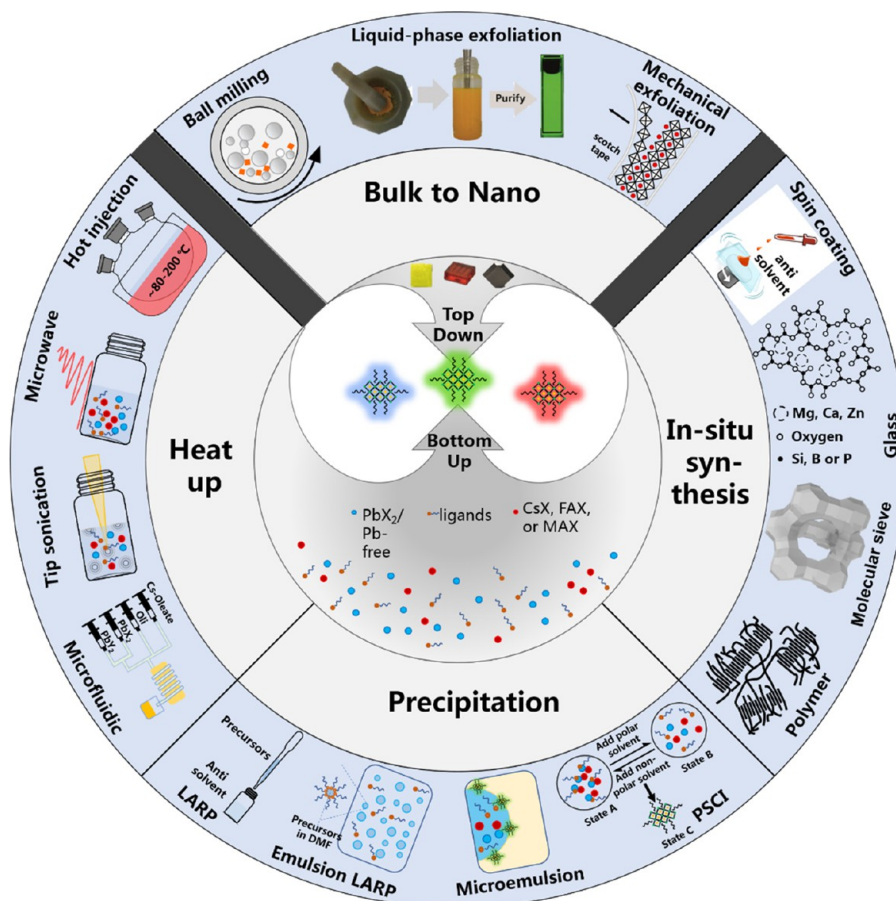 Liquid-phase exfoliation
Ball milling
Purify
Mechanical
exfoliation
scotch
tape
Bulk to Nano
Hot injection
~80-200 °C
Microwave
Tip sonication
Microfluidic
PbX₂
Oli
Cs-Oleate
Heat
up
Top
Down
Bottom
Up
PbX₂/
Pb-
free
ligands
CsX, FAX,
or MAX
Spin coating
anti
solvent
Mg, Ca, Zn
Oxygen
Si, B or P
Glass
Molecular sieve
Polymer
In-situ
syn-
thesis
Precipitation
Precursors
Anti
solvent
LARP
Precursors
in DMF
Emulsion LARP
Microemulsion
Add polar
solvent
Add non-
polar solvent
State A
State B
State C
PSCI